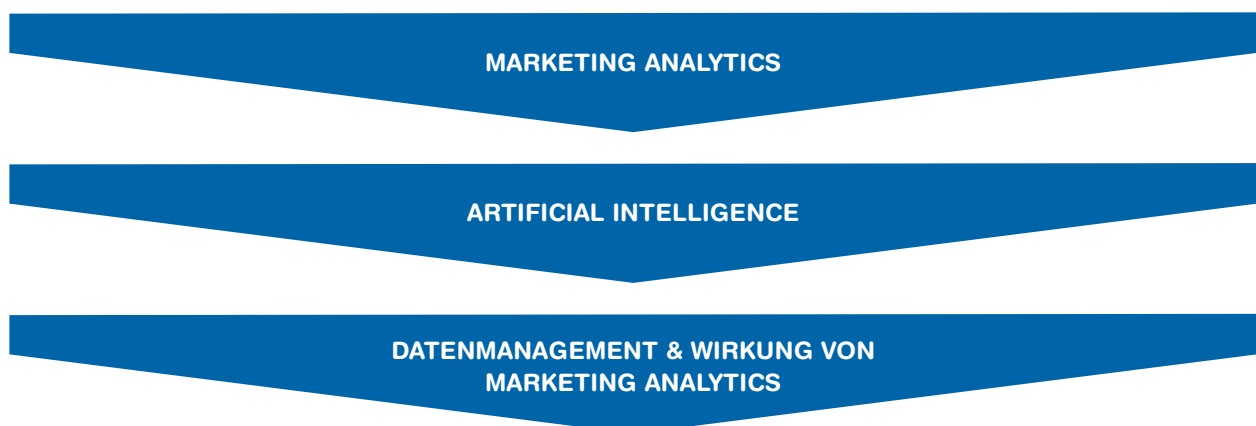 MARKETING ANALYTICS
ARTIFICIAL INTELLIGENCE
DATENMANAGEMENT & WIRKUNG VON
MARKETING ANALYTICS